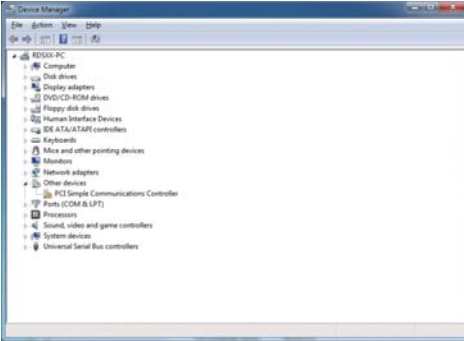 Device Manager
File Action View Help
RDSXX-PC
Computer
Disk drives
Display adapters
DVD/CD-ROM drives
Floppy disk drives
Human Interface Devices
IDE ATA/ATAPI controllers
Keyboards
Mice and other pointing devices
Monitors
Network adapters
Other devices
PCI Simple Communications Controller
Ports (COM & LPT)
Processors
Sound, video and game controllers
System devices
Universal Serial Bus controllers